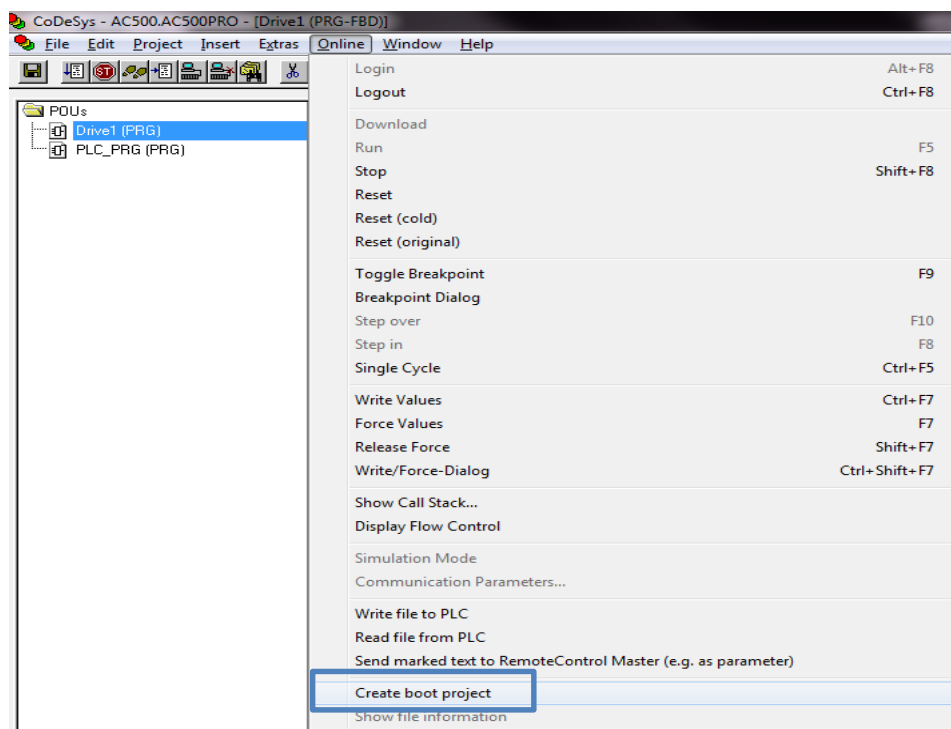 CoDeSys - AC500.AC500PRO - [Drive1 (PRG-FBD)]
File Edit Project Insert Extras Online Window Help
POUs
Drive1 (PRG)
PLC_PRG (PRG)
Login Alt+F8
Logout Ctrl+F8
Download
Run F5
Stop Shift+F8
Reset
Reset (cold)
Reset (original)
Toggle Breakpoint F9
Breakpoint Dialog
Step over F10
Step in F8
Single Cycle Ctrl+F5
Write Values Ctrl+F7
Force Values F7
Release Force Shift+F7
Write/Force-Dialog Ctrl+Shift+F7
Show Call Stack...
Display Flow Control
Simulation Mode
Communication Parameters...
Write file to PLC
Read file from PLC
Send marked text to RemoteControl Master (e.g. as parameter)
Create boot project
Show file information